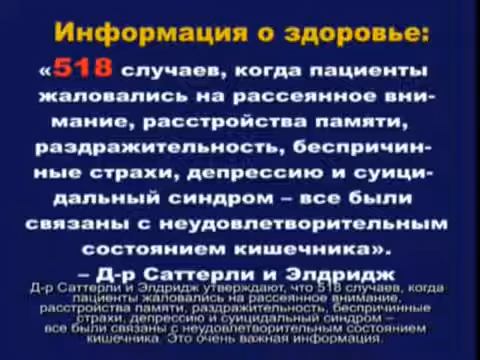 Информация о здоровье:
«518 случаев, когда пациенты
жаловались на рассеянное вни-
мание, расстройства памяти,
раздражительность, беспричин-
ные страхи, депрессию и суици-
дальный синдром – все были
связаны с неудовлетворительным
состоянием кишечника».
– Д-р Саттерли и Элдридж
Д-р Саттерли и Элдридж утверждают, что 518 случаев, когда
пациенты жаловались на рассеянное внимание,
расстройства памяти, раздражительность, беспричинные
страхи, депрессию и суицидальный синдром –
все были связаны с неудовлетворительным состоянием
кишечника. Это очень важная информация.